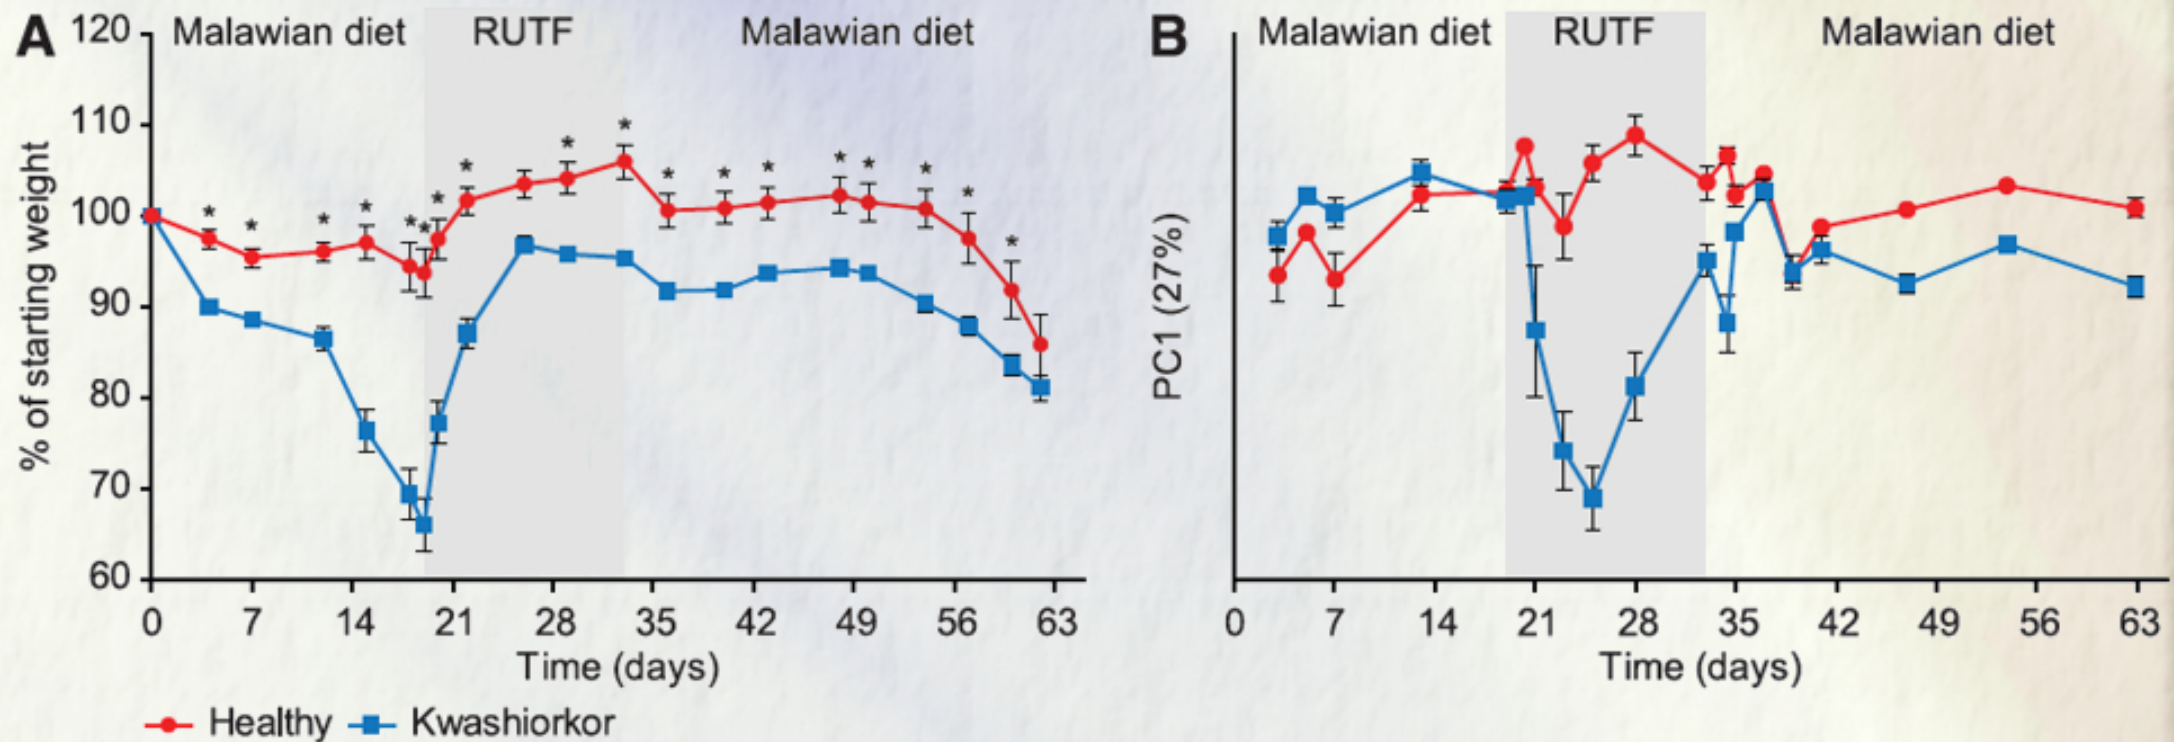 A
Malawian diet RUTF Malawian diet
120
110
100
90
80
70
60
% of starting weight
* * * * * * * * * * * * * * * * * *
0 7 14 21 28 35 42 49 56 63
Time (days)
Healthy Kwashiorkor
B
Malawian diet RUTF Malawian diet
PC1 (27%)
0 7 14 21 28 35 42 49 56 63
Time (days)